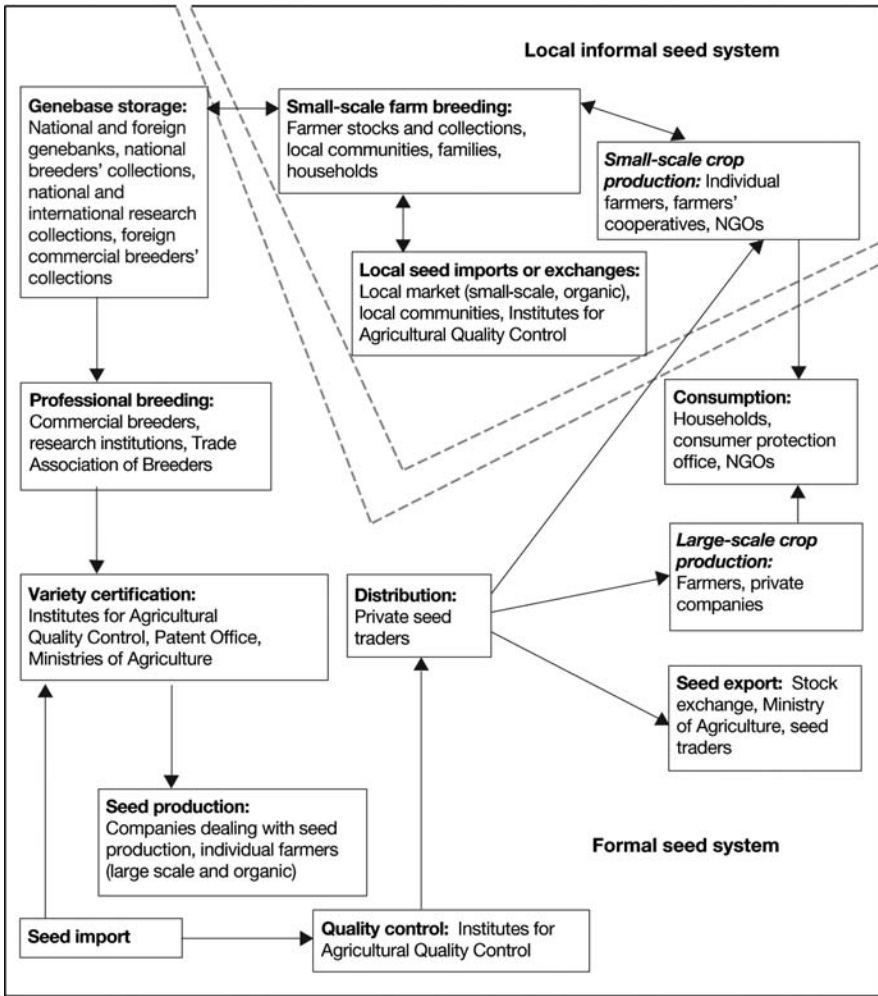 Local informal seed system
Genebase storage:
National and foreign
genebanks, national
breeders' collections,
national and
international research
collections, foreign
commercial breeders'
collections
Small-scale farm breeding:
Farmer stocks and collections,
local communities, families,
households
Small-scale crop
production: Individual
farmers, farmers'
cooperatives, NGOs
Local seed imports or exchanges:
Local market (small-scale, organic),
local communities, Institutes for
Agricultural Quality Control
Professional breeding:
Commercial breeders,
research institutions, Trade
Association of Breeders
Consumption:
Households,
consumer protection
office, NGOs
Large-scale crop
production:
Farmers, private
companies
Variety certification:
Institutes for Agricultural
Quality Control, Patent Office,
Ministries of Agriculture
Distribution:
Private seed
traders
Seed export: Stock
exchange, Ministry
of Agriculture, seed
traders
Seed production:
Companies dealing with seed
production, individual farmers
(large scale and organic)
Formal seed system
Seed import
Quality control: Institutes for
Agricultural Quality Control